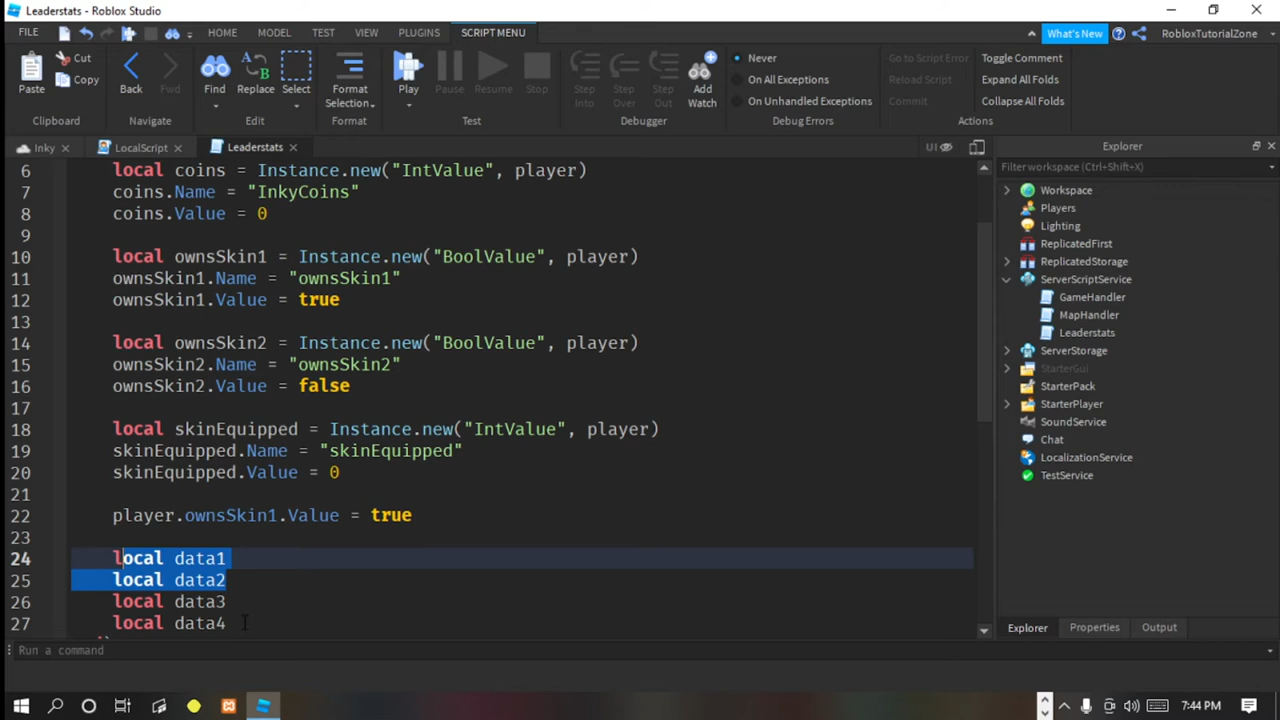 Leaderstats - Roblox Studio
FILE HOME MODEL TEST VIEW PLUGINS SCRIPT MENU What's New RobloxTutorialZone
Paste Cut Copy Back Fwd Find Replace Select Format Selection... Play Pause Resume Stop Step Into Step Over Step Out Add Watch Never On All Exceptions On Unhandled Exceptions Go to Script Error Reload Script Commit Toggle Comment Expand All Folds Collapse All Folds
Clipboard Navigate Edit Format Test Debugger Debug Errors Actions
Inky LocalScript Leaderstats UI Explorer
6 local coins = Instance.new("IntValue", player)
7 coins.Name = "InkyCoins"
8 coins.Value = 0
9
10 local ownsSkin1 = Instance.new("BoolValue", player)
11 ownsSkin1.Name = "ownsSkin1"
12 ownsSkin1.Value = true
13
14 local ownsSkin2 = Instance.new("BoolValue", player)
15 ownsSkin2.Name = "ownsSkin2"
16 ownsSkin2.Value = false
17
18 local skinEquipped = Instance.new("IntValue", player)
19 skinEquipped.Name = "skinEquipped"
20 skinEquipped.Value = 0
21
22 player.ownsSkin1.Value = true
23
24 local data1
25 local data2
26 local data3
27 local data4
Filter workspace (Ctrl+Shift+X)
Workspace
Players
Lighting
ReplicatedFirst
ReplicatedStorage
ServerScriptService
GameHandler
MapHandler
Leaderstats
ServerStorage
StarterGui
StarterPack
StarterPlayer
SoundService
Chat
LocalizationService
TestService
Explorer Properties Output
Run a command
7:44 PM